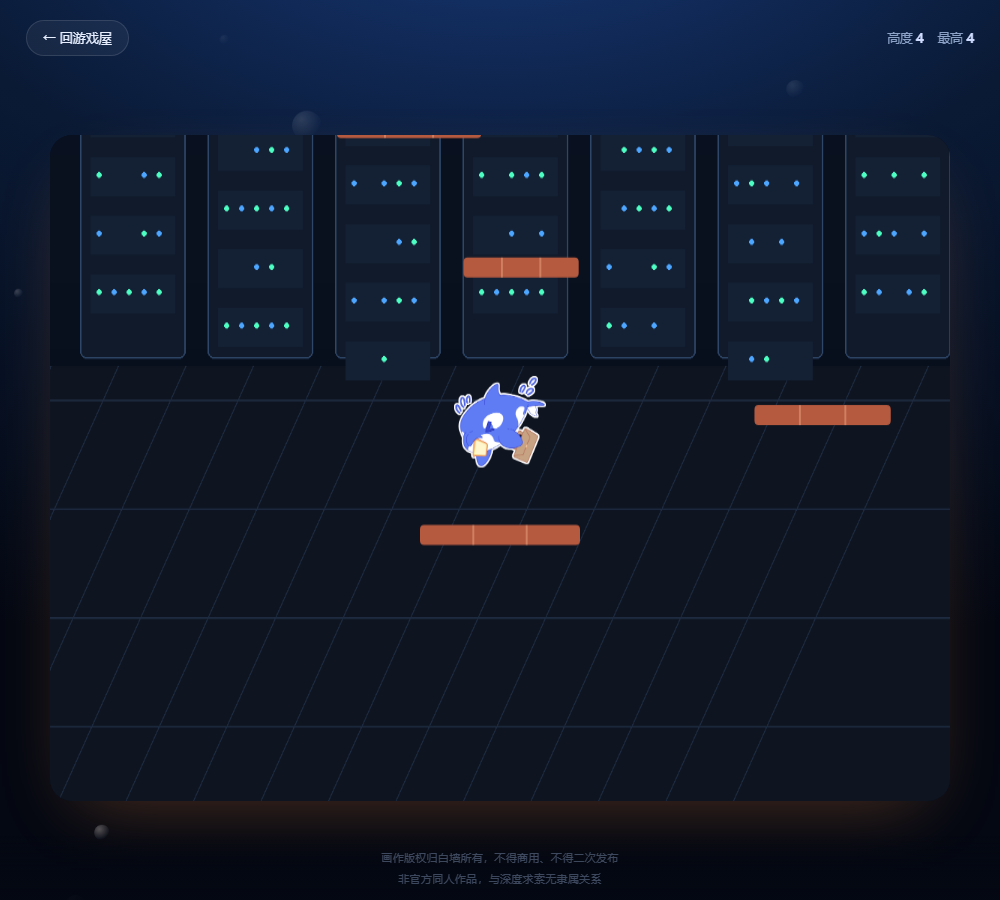 ← 回游戏屋
高度 4 最高 4
画作版权归白墙所有，不得商用、不得二次发布
非官方同人作品，与深度求索无隶属关系